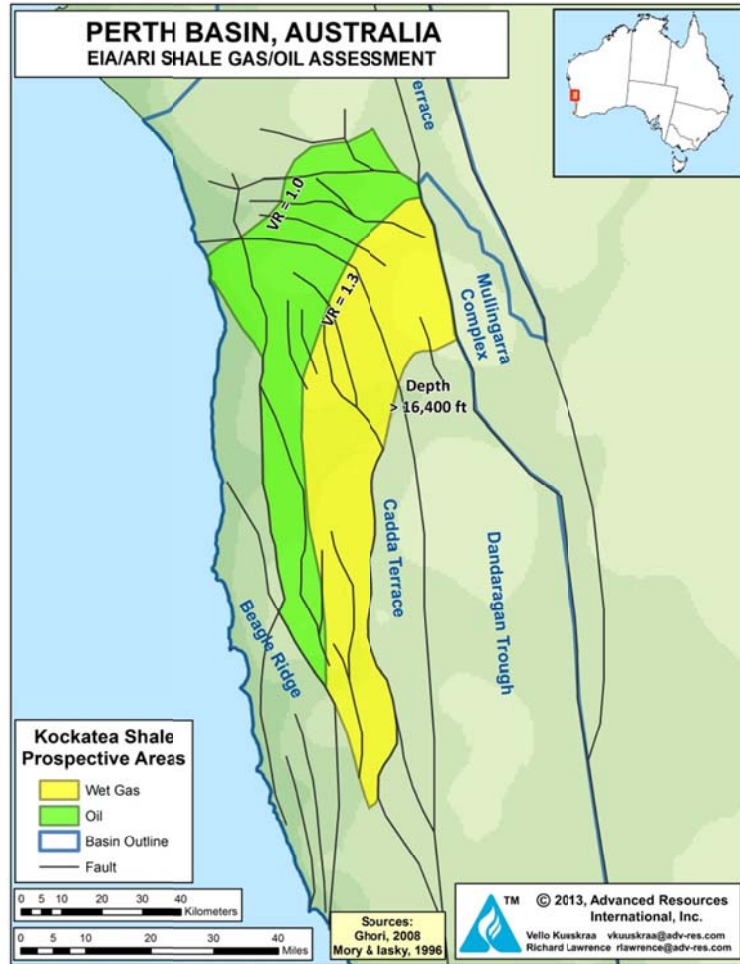 PERTH BASIN, AUSTRALIA
EIA/ARI SHALE GAS/OIL ASSESSMENT
errace
VR = 1.0
VR = 1.3
Mullingarra
Complex
Depth
> 16,400 ft
Cadda Terrace
Dandaragan Trough
Beagle Ridge
Kockatea Shale
Prospective Areas
Wet Gas
Oil
Basin Outline
Fault
0 5 10 20 30 40
Kilometers
0 5 10 20 30 40
Miles
Sources:
Ghori, 2008
Mory & Iasky, 1996
TM
© 2013, Advanced Resources
International, Inc.
Vello Kuuskraa vkuuskraa@adv-res.com
Richard Lawrence rlawrence@adv-res.com